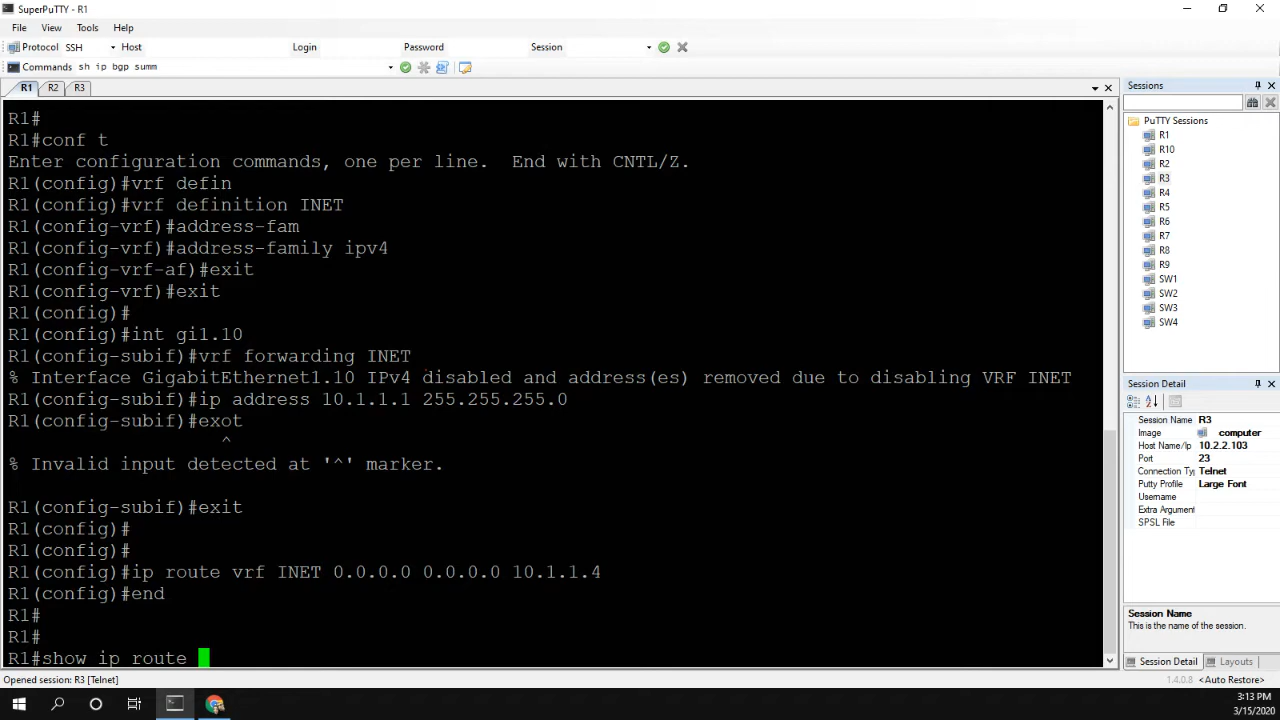 SuperPuTTY - R1
File View Tools Help
Protocol SSH Host Login Password Session
Commands sh ip bgp summ
R1 R2 R3
R1#
R1#conf t
Enter configuration commands, one per line.  End with CNTL/Z.
R1(config)#vrf defin
R1(config)#vrf definition INET
R1(config-vrf)#address-fam
R1(config-vrf)#address-family ipv4
R1(config-vrf-af)#exit
R1(config-vrf)#exit
R1(config)#
R1(config)#int gi1.10
R1(config-subif)#vrf forwarding INET
% Interface GigabitEthernet1.10 IPv4 disabled and address(es) removed due to disabling VRF INET
R1(config-subif)#ip address 10.1.1.1 255.255.255.0
R1(config-subif)#exot
^
% Invalid input detected at '^' marker.
R1(config-subif)#exit
R1(config)#
R1(config)#
R1(config)#ip route vrf INET 0.0.0.0 0.0.0.0 10.1.1.4
R1(config)#end
R1#
R1#
R1#show ip route
Sessions
PuTTY Sessions
R1
R10
R2
R3
R4
R5
R6
R7
R8
R9
SW1
SW2
SW3
SW4
Session Detail
Session Name R3
Image computer
Host Name/Ip 10.2.2.103
Port 23
Connection Ty Telnet
Putty Profile Large Font
Username
Extra Argument
SPSL File
Session Name
This is the name of the session.
Session Detail Layouts
Opened session: R3 [Telnet]
1.4.0.8 <Auto Restore>
3:13 PM
3/15/2020